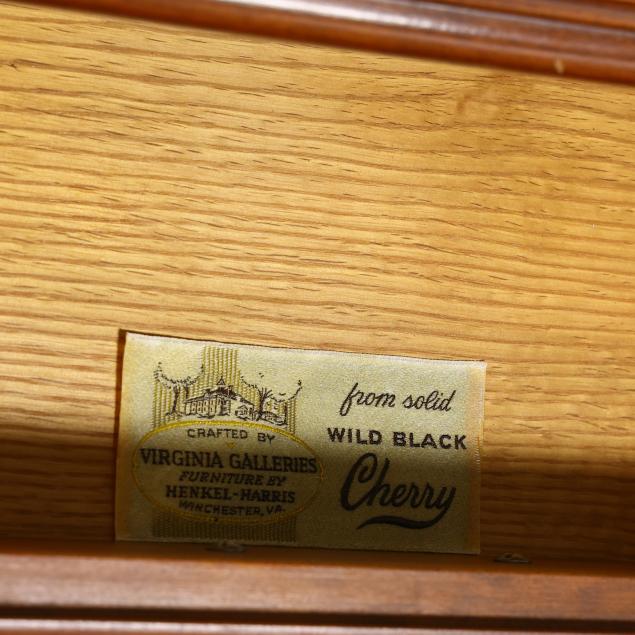 CRAFTED BY
VIRGINIA GALLERIES
FURNITURE BY
HENKEL-HARRIS
WINCHESTER, VA.
from solid
WILD BLACK
Cherry